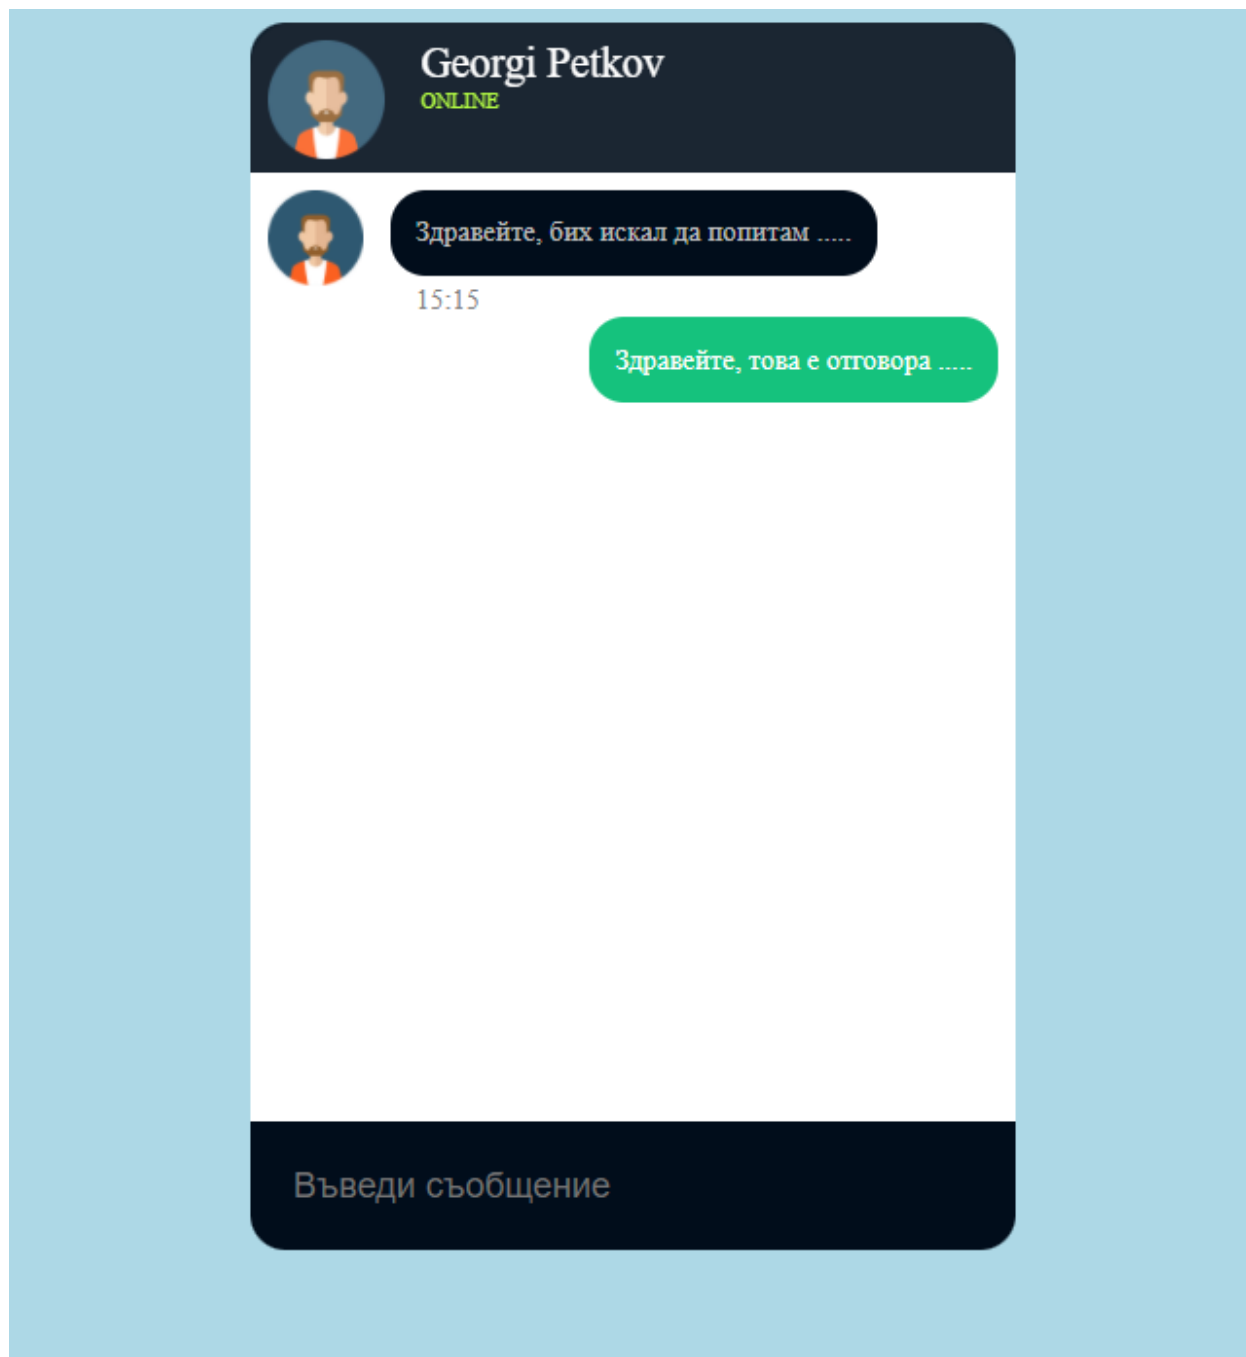 Georgi Petkov
ONLINE
Здравейте, бих искал да попитам .....
15:15
Здравейте, това е отговора .....
Въведи съобщение